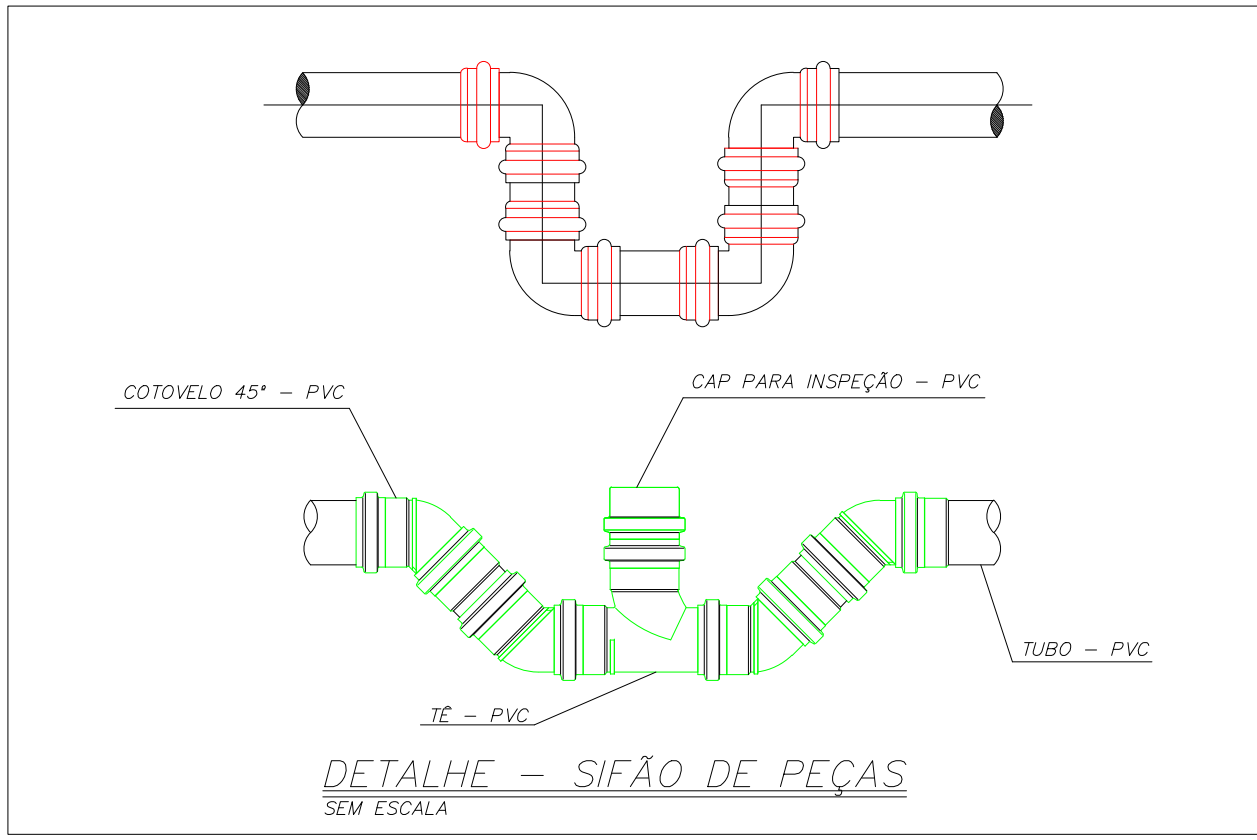 COTOVELO 45° – PVC
CAP PARA INSPEÇÃO – PVC
TUBO – PVC
TÊ – PVC
DETALHE – SIFÃO DE PEÇAS
SEM ESCALA